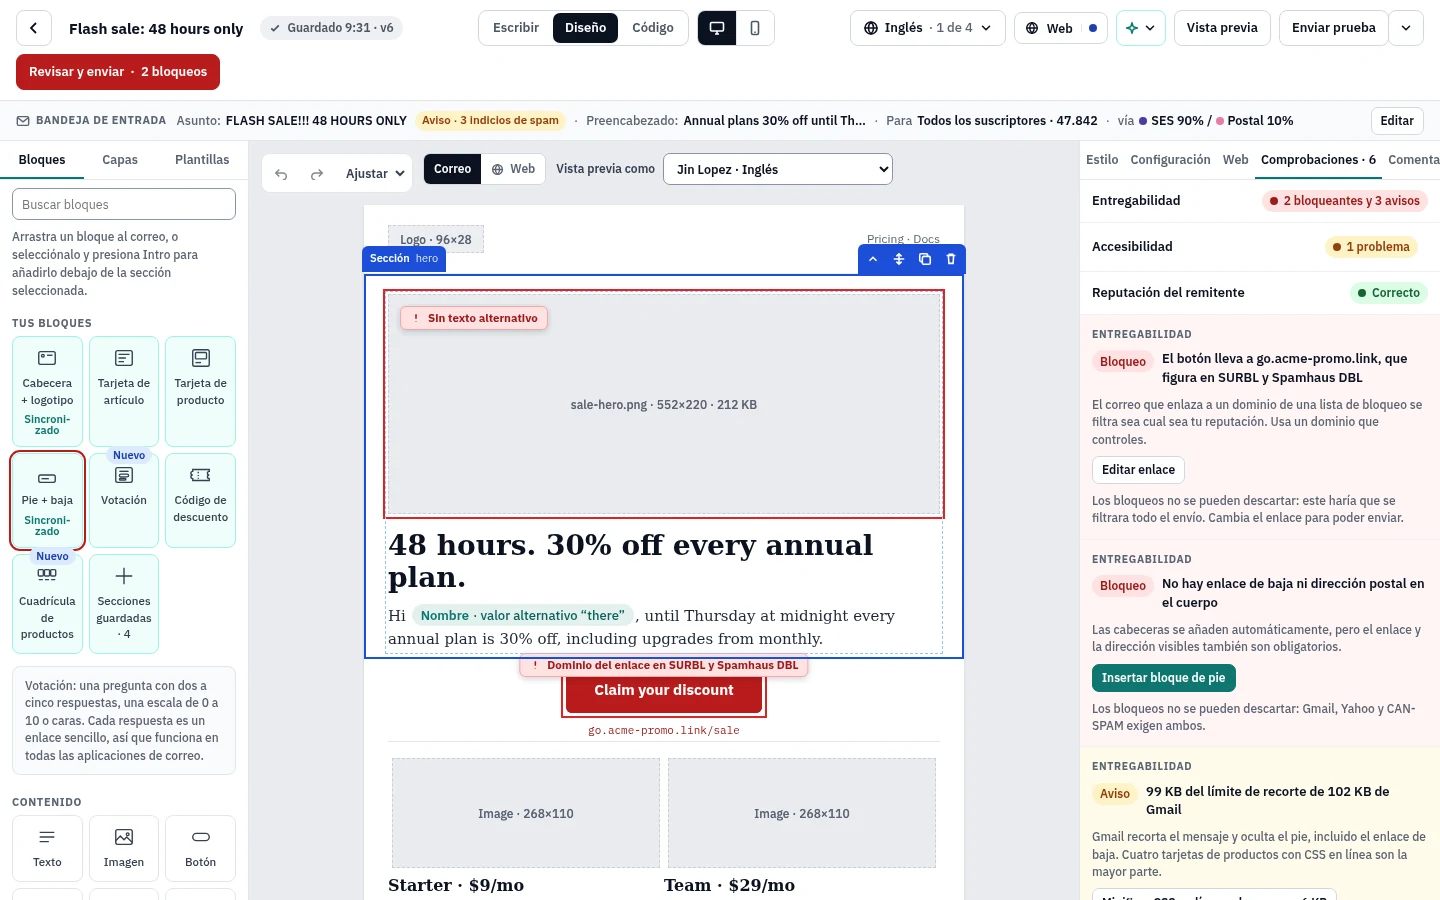 Flash sale: 48 hours only
Guardado 9:31 · v6
Escribir
Diseño
Código
Inglés · 1 de 4
Web
Vista previa
Enviar prueba
Revisar y enviar · 2 bloqueos
BANDEJA DE ENTRADA
Asunto: FLASH SALE!!! 48 HOURS ONLY
Aviso · 3 indicios de spam
· Preencabezado: Annual plans 30% off until Th…
· Para Todos los suscriptores · 47.842
· vía SES 90% / Postal 10%
Editar
Bloques
Capas
Plantillas
Buscar bloques
Arrastra un bloque al correo, o
selecciónalo y presiona Intro para
añadirlo debajo de la sección
seleccionada.
TUS BLOQUES
Cabecera
+ logotipo
Sincroni-
zado
Tarjeta de
artículo
Tarjeta de
producto
Pie + baja
Sincroni-
zado
Nuevo
Votación
Código de
descuento
Nuevo
Cuadrícula
de
productos
Secciones
guardadas
· 4
Votación: una pregunta con dos a
cinco respuestas, una escala de 0 a
10 o caras. Cada respuesta es un
enlace sencillo, así que funciona en
todas las aplicaciones de correo.
CONTENIDO
Texto
Imagen
Botón
Ajustar
Correo
Web
Vista previa como
Jin Lopez · Inglés
Logo · 96×28
Pricing · Docs
Sección hero
! Sin texto alternativo
sale-hero.png · 552×220 · 212 KB
48 hours. 30% off every annual
plan.
Hi Nombre · valor alternativo “there” , until Thursday at midnight every
annual plan is 30% off, including upgrades from monthly.
! Dominio del enlace en SURBL y Spamhaus DBL
Claim your discount
go.acme-promo.link/sale
Image · 268×110
Image · 268×110
Starter · $9/mo
Team · $29/mo
Estilo
Configuración
Web
Comprobaciones · 6
Comenta
Entregabilidad
2 bloqueantes y 3 avisos
Accesibilidad
1 problema
Reputación del remitente
Correcto
ENTREGABILIDAD
Bloqueo
El botón lleva a go.acme-promo.link, que
figura en SURBL y Spamhaus DBL
El correo que enlaza a un dominio de una lista de bloqueo se
filtra sea cual sea tu reputación. Usa un dominio que
controles.
Editar enlace
Los bloqueos no se pueden descartar: este haría que se
filtrara todo el envío. Cambia el enlace para poder enviar.
ENTREGABILIDAD
Bloqueo
No hay enlace de baja ni dirección postal en
el cuerpo
Las cabeceras se añaden automáticamente, pero el enlace y
la dirección visibles también son obligatorios.
Insertar bloque de pie
Los bloqueos no se pueden descartar: Gmail, Yahoo y CAN-
SPAM exigen ambos.
ENTREGABILIDAD
Aviso
99 KB del límite de recorte de 102 KB de
Gmail
Gmail recorta el mensaje y oculta el pie, incluido el enlace de
baja. Cuatro tarjetas de productos con CSS en línea son la
mayor parte.